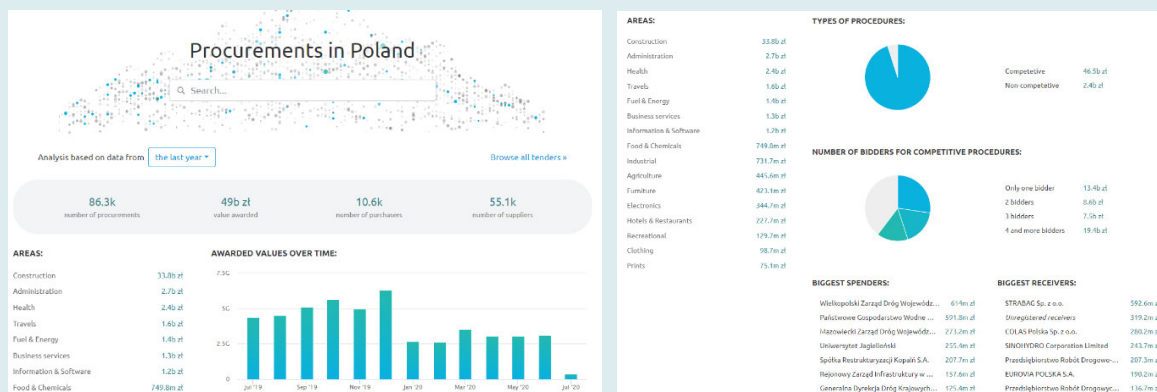 Procurements in Poland
Search...
Analysis based on data from the last year
Browse all tenders »
86.3k 49b zł 10.6k 55.1k
number of procurements value awarded number of purchasers number of suppliers
AREAS:
Construction 33.8b zł
Administration 2.7b zł
Health 2.4b zł
Travels 1.6b zł
Fuel & Energy 1.4b zł
Business services 1.3b zł
Information & Software 1.2b zł
Food & Chemicals 749.8m zł
AWARDED VALUES OVER TIME:
7.5G
5G
2.5G
0
Jul '19 Sep '19 Nov '19 Jan '20 Mar '20 May '20 Jul '20
AREAS:
Construction 33.8b zł
Administration 2.7b zł
Health 2.4b zł
Travels 1.6b zł
Fuel & Energy 1.4b zł
Business services 1.3b zł
Information & Software 1.2b zł
Food & Chemicals 749.8m zł
Industrial 731.7m zł
Agriculture 445.6m zł
Furniture 423.1m zł
Electronics 344.7m zł
Hotels & Restaurants 227.7m zł
Recreational 129.7m zł
Clothing 98.7m zł
Prints 75.1m zł
TYPES OF PROCEDURES:
Competetive 46.5b zł
Non-competetive 2.4b zł
NUMBER OF BIDDERS FOR COMPETITIVE PROCEDURES:
Only one bidder 13.4b zł
2 bidders 8.6b zł
3 bidders 7.5b zł
4 and more bidders 19.4b zł
BIGGEST SPENDERS:
Wielkopolski Zarząd Dróg Wojewódz... 614m zł
Państwowe Gospodarstwo Wodne ... 591.8m zł
Mazowiecki Zarząd Dróg Wojewódz... 273.2m zł
Uniwersytet Jagielloński 255.4m zł
Spółka Restrukturyzacji Kopalń S.A. 207.7m zł
Rejonowy Zarząd Infrastruktury w ... 157.6m zł
Generalna Dyrekcja Dróg Krajowych... 125.4m zł
BIGGEST RECEIVERS:
STRABAG Sp. z o.o. 592.6m
Unregistered receivers 319.2m
COLAS Polska Sp. z o.o. 280.2m
SINOHYDRO Corporation Limited 243.7m
Przedsiębiorstwo Robót Drogowo-... 207.3m
EUROVIA POLSKA S.A. 190.2m
Przedsiębiorstwo Robót Drogowyc... 136.7m